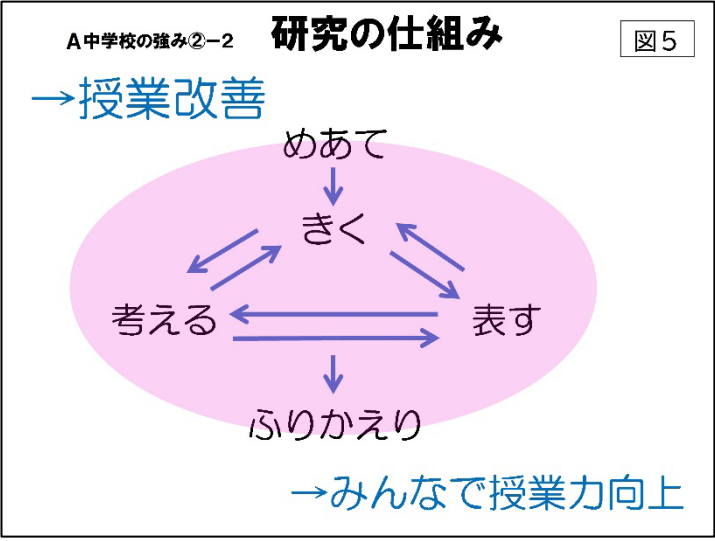 A中学校の強み②−2 研究の仕組み 図5
→授業改善
めあて
きく
考える 表す
ふりかえり
→みんなで授業力向上